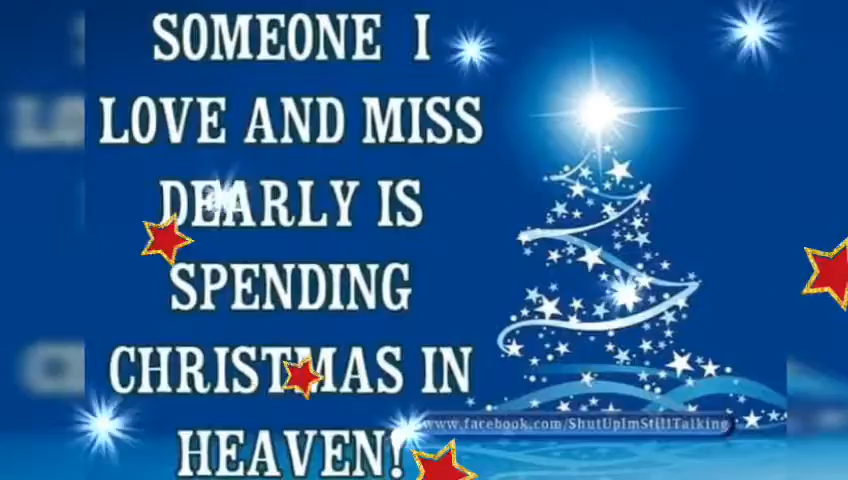 SOMEONE I
LOVE AND MISS
DEARLY IS
SPENDING
CHRISTMAS IN
HEAVEN!
www.facebook.com/ShutUpImStillTalking